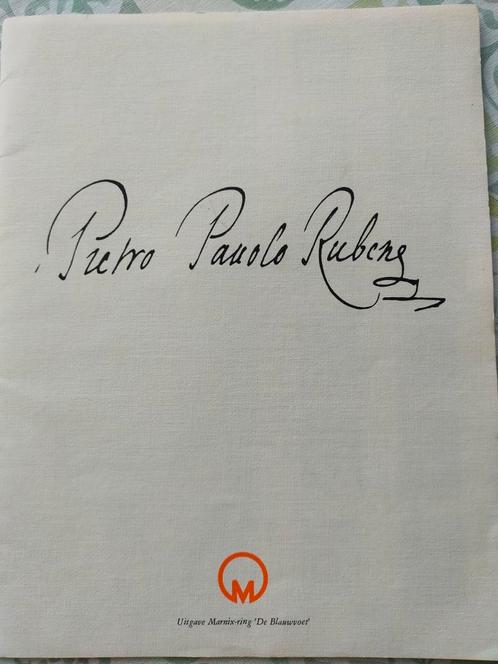 Pietro Pauolo Rubens
M
Uitgave Marnix-ring 'De Blauwvoet'